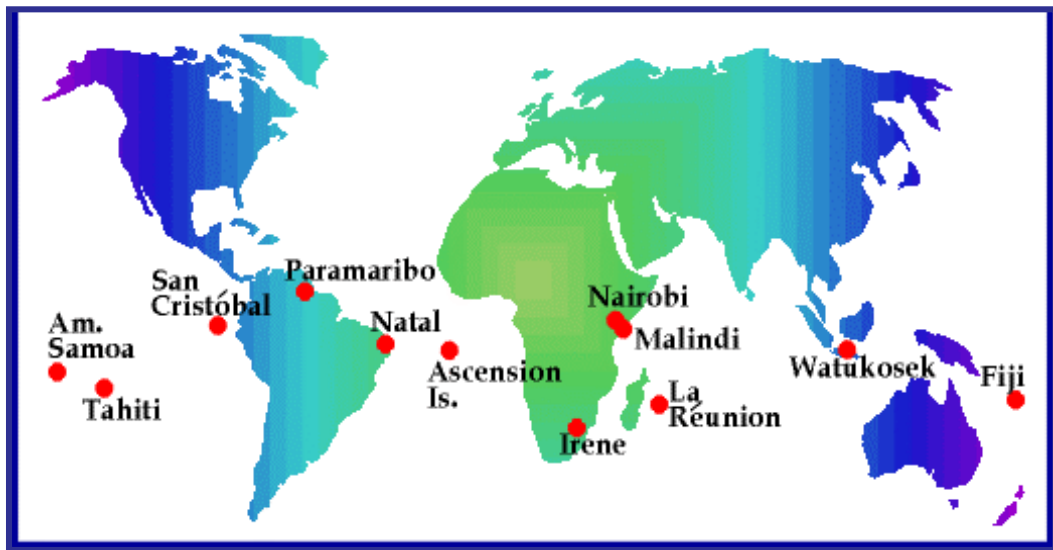 Paramaribo
San
Cristóbal
Nairobi
Am.
Samoa
Natal
Malindi
Ascension
Is.
Watukosek
Fiji
Tahiti
La
Réunion
Irene